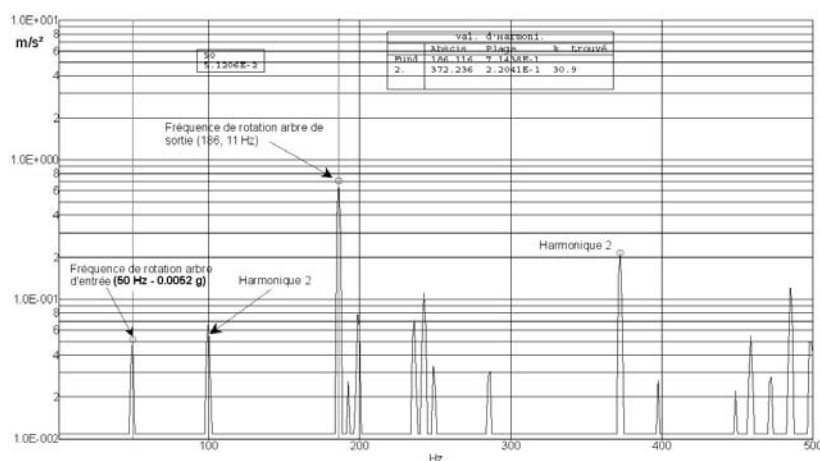 1.0E+001
m/s²
8
6
4
2
val. d'Harmoni.
Abscis Plage % trouvé
Fund 186.116 7.1438E-1
2. 372.236 2.2041E-1 30.9
50
5.1206E-2
Fréquence de rotation arbre de
sortie (186, 11 Hz)
1.0E+000
8
6
4
2
Harmonique 2
Fréquence de rotation arbre
d'entrée (50 Hz - 0.0052 g)
Harmonique 2
1.0E-001
8
6
4
2
1.0E-002
100 200 300 400 500
Hz